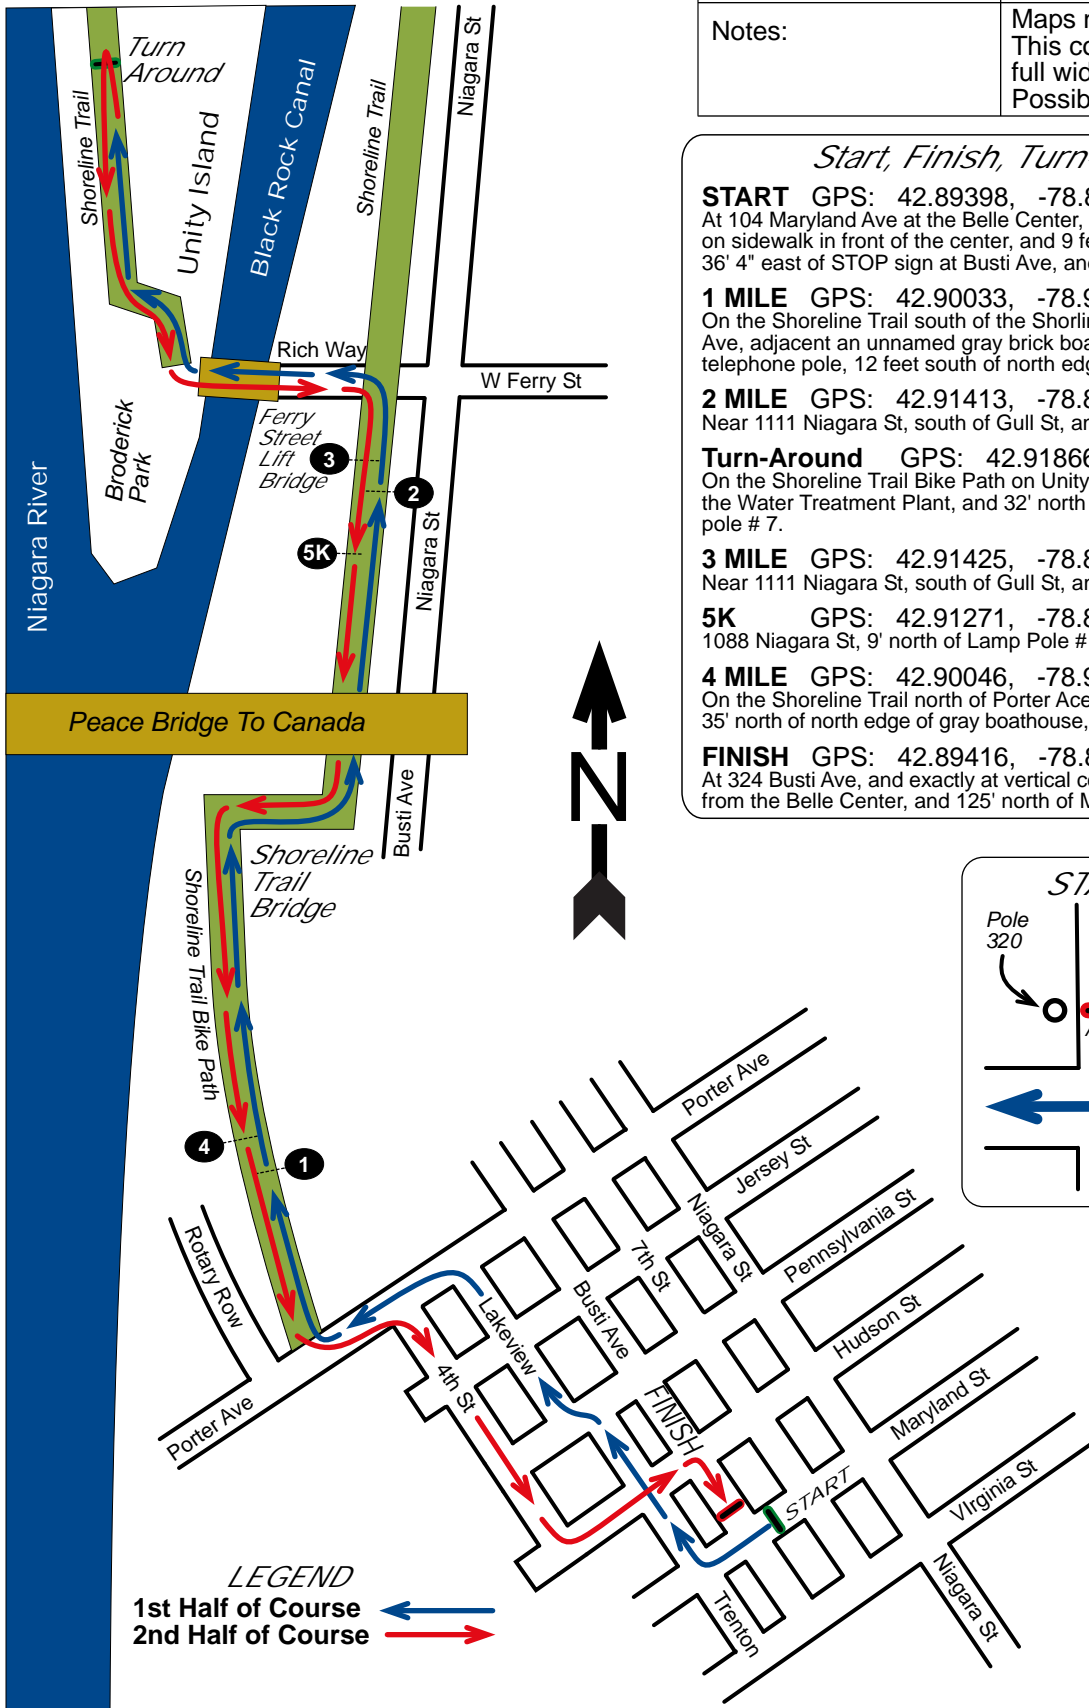 Notes:
Maps
This
full
Possib
Turn
Around
Shoreline Trail
Unity Island
Black Rock Canal
Shoreline Trail
Niagara St
Rich Way
W Ferry St
Ferry
Street
Lift
Bridge
Broderick
Park
Niagara River
3
2
5K
Niagara St
Peace Bridge To Canada
Busti Ave
Shoreline
Trail
Bridge
Shoreline Trail Bike Path
N
4
1
Rotary Row
Porter Ave
Porter Ave
Jersey St
Pennsylvania St
Hudson St
Maryland St
VIrginia St
Niagara St
Niagara St
7th St
Busti Ave
Lakeview
4th St
FINISH
START
Trenton
LEGEND
1st Half of Course
2nd Half of Course
Start, Finish, Turn
START GPS: 42.89398, -78.8
At 104 Maryland Ave at the Belle Center,
on sidewalk in front of the center, and 9 fe
36' 4" east of STOP sign at Busti Ave, and
1 MILE GPS: 42.90033, -78.9
On the Shoreline Trail south of the Shorlin
Ave, adjacent an unnamed gray brick boa
telephone pole, 12 feet south of north edg
2 MILE GPS: 42.91413, -78.8
Near 1111 Niagara St, south of Gull St, an
Turn-Around GPS: 42.91866
On the Shoreline Trail Bike Path on Unity
the Water Treatment Plant, and 32' north
pole # 7.
3 MILE GPS: 42.91425, -78.8
Near 1111 Niagara St, south of Gull St, an
5K GPS: 42.91271, -78.8
1088 Niagara St, 9' north of Lamp Pole #
4 MILE GPS: 42.90046, -78.9
On the Shoreline Trail north of Porter Ace
35' north of north edge of gray boathouse,
FINISH GPS: 42.89416, -78.8
At 324 Busti Ave, and exactly at vertical c
from the Belle Center, and 125' north of M
STA
Pole
320